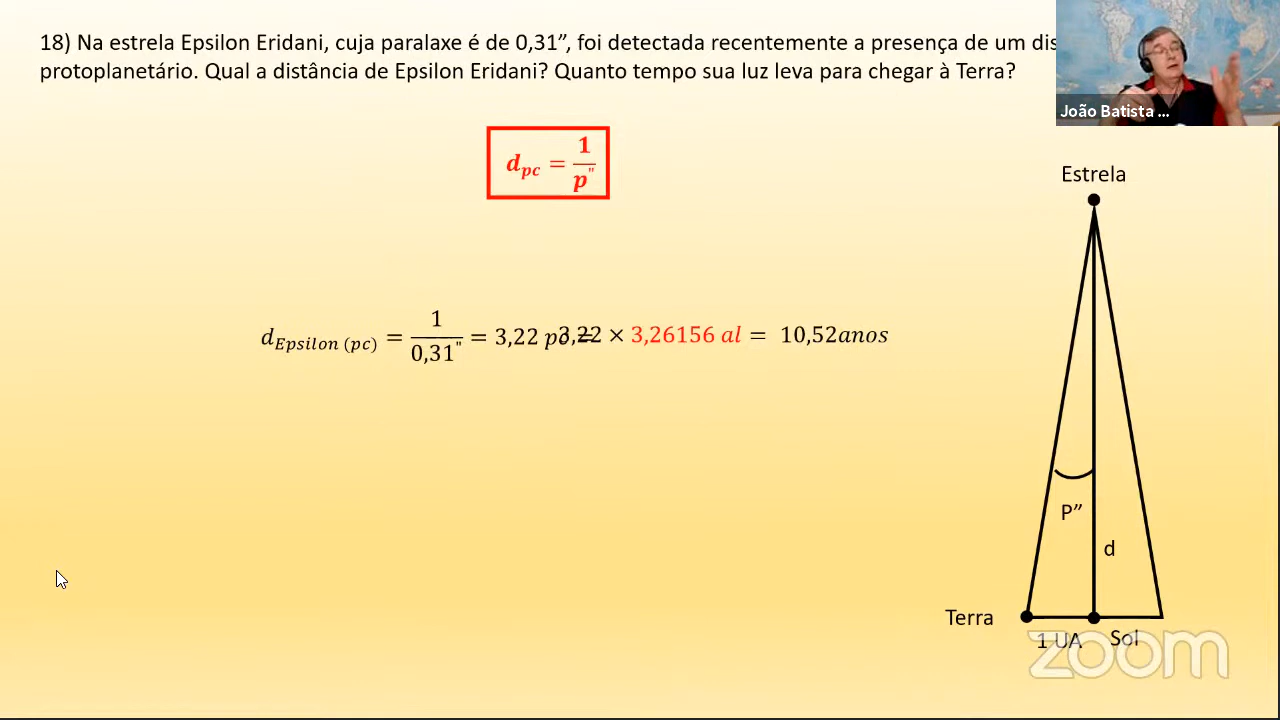 18) Na estrela Epsilon Eridani, cuja paralaxe é de 0,31”, foi detectada recentemente a presença de um dis
protoplanetário. Qual a distância de Epsilon Eridani? Quanto tempo sua luz leva para chegar à Terra?
João Batista ...
d_pc = 1/p"
Estrela
d_Epsilon (pc) = 1/0,31" = 3,22 pc = 3,22 × 3,26156 al = 10,52anos
P”
d
Terra
1 UA Sol
zoom